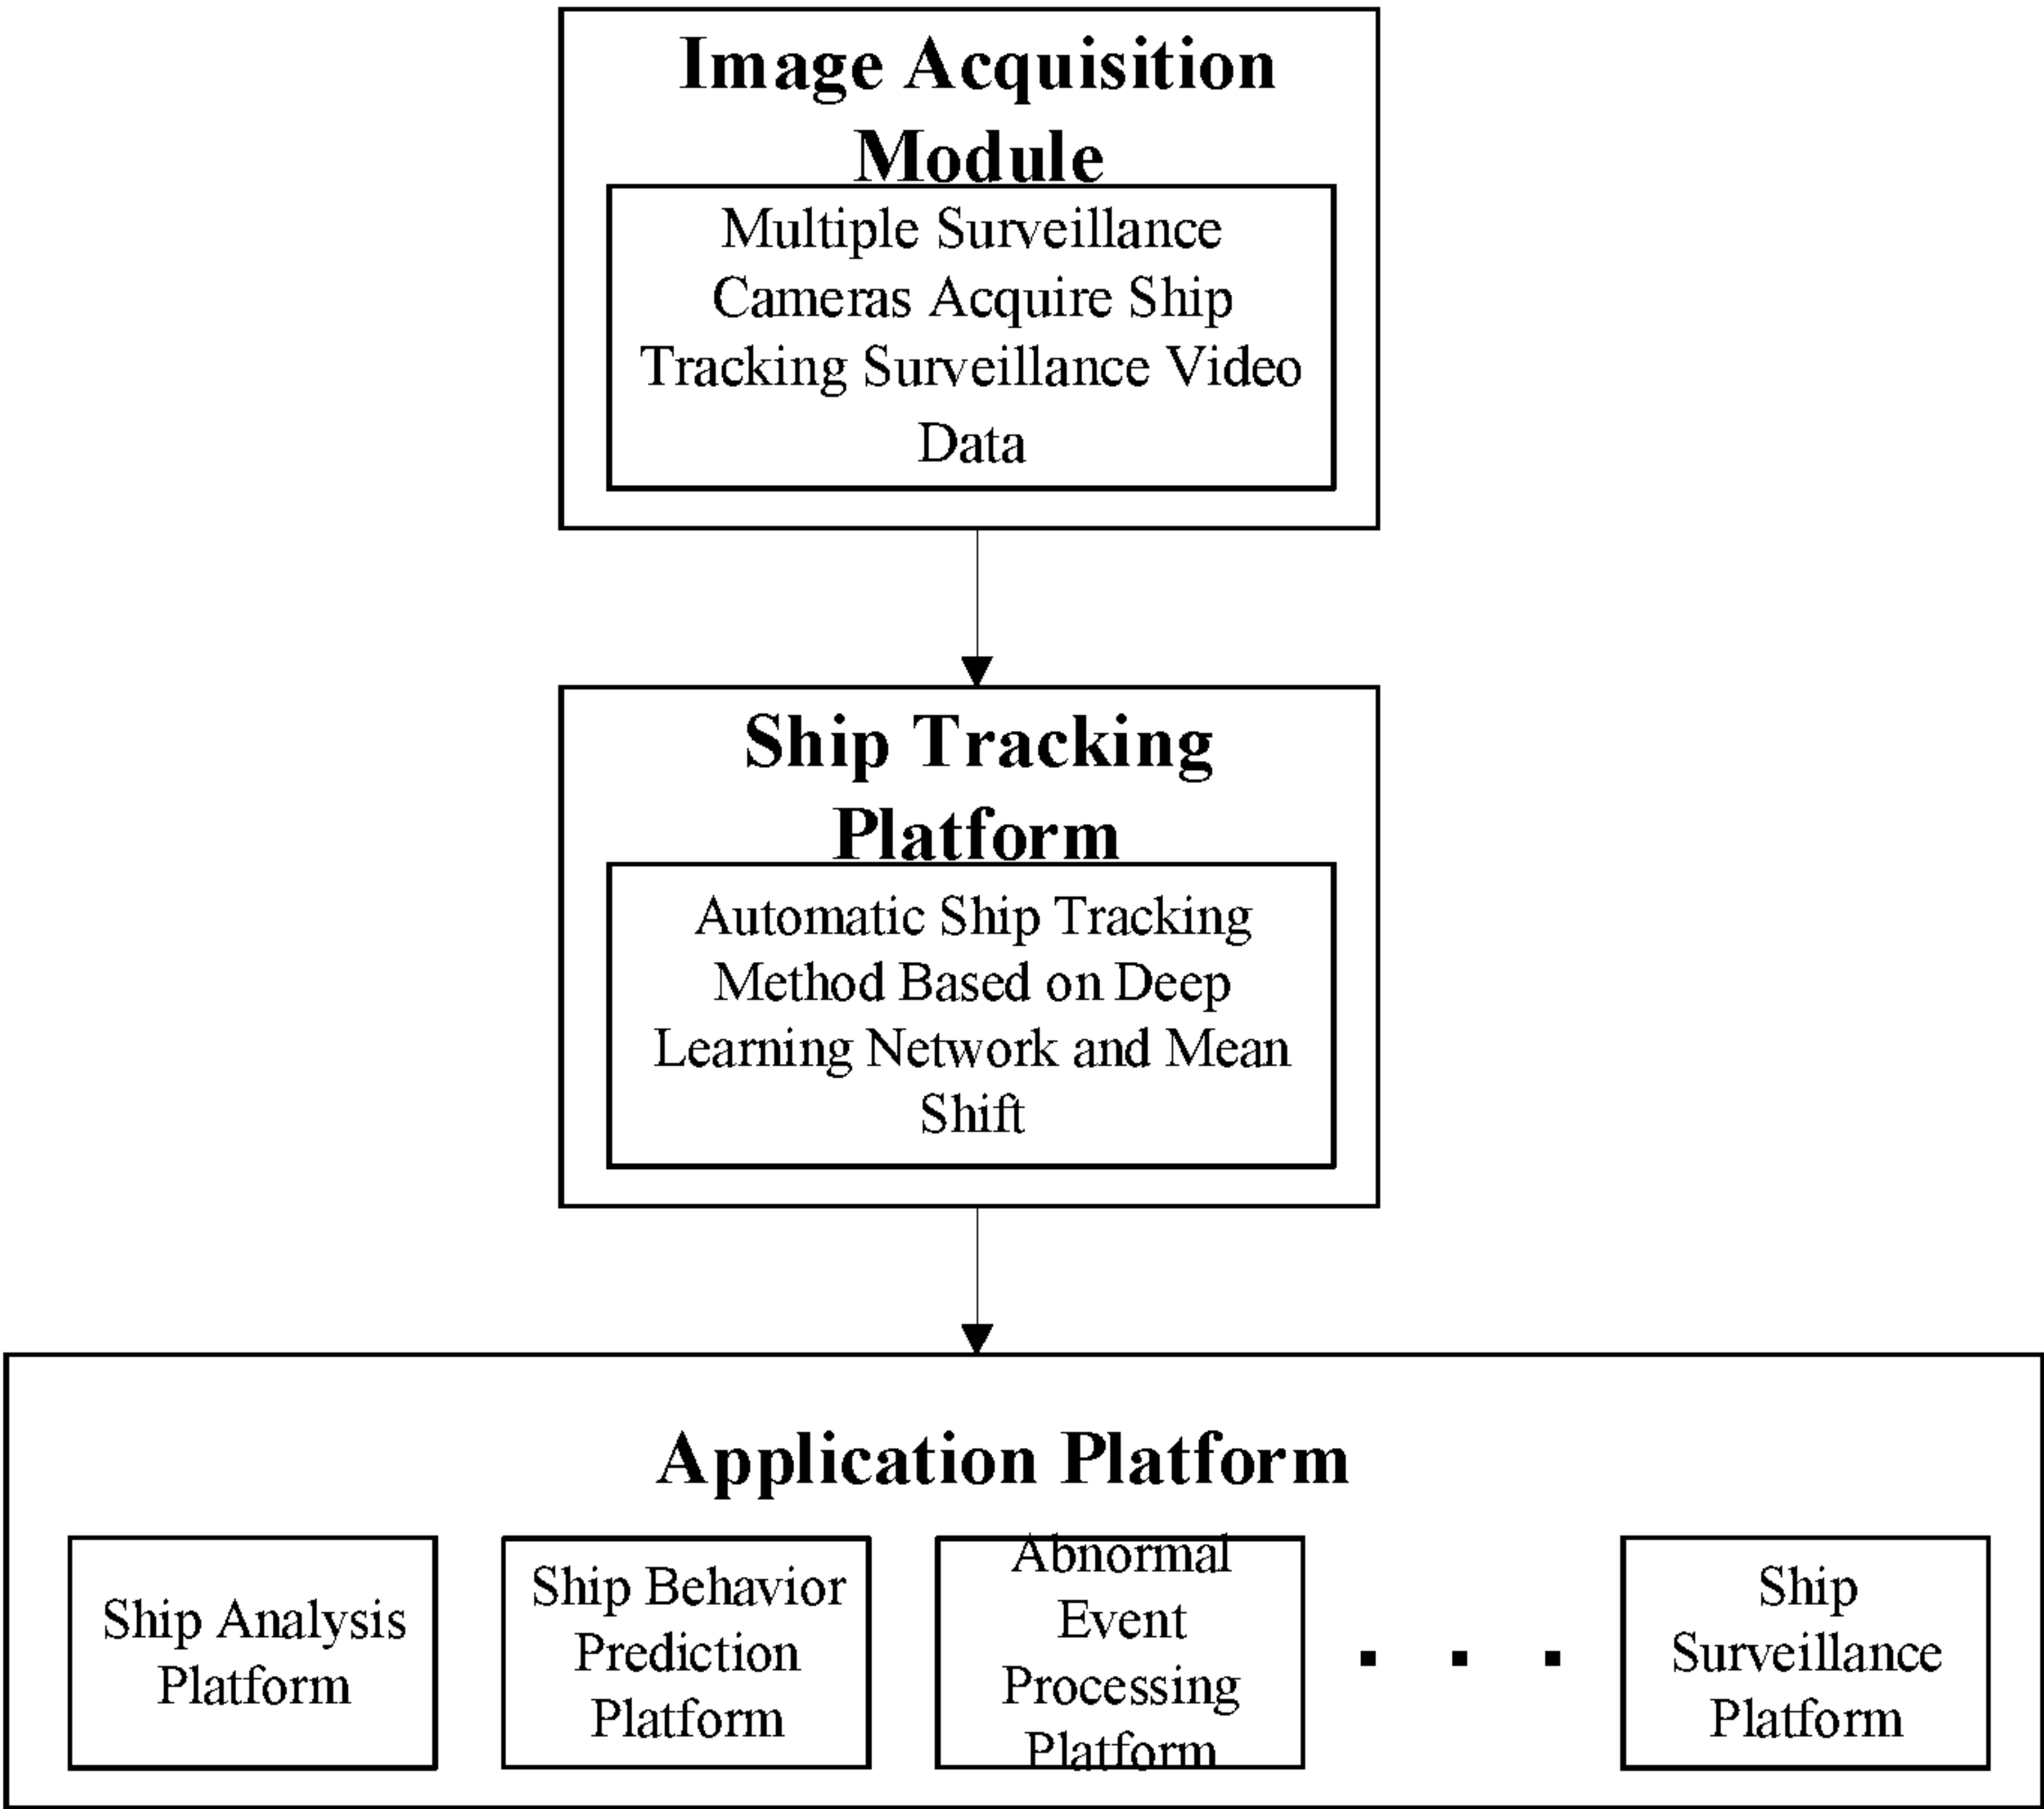 Image Acquisition
Module
Multiple Surveillance
Cameras Acquire Ship
Tracking Surveillance Video
Data
Ship Tracking
Platform
Automatic Ship Tracking
Method Based on Deep
Learning Network and Mean
Shift
Application Platform
Ship Analysis
Platform
Ship Behavior
Prediction
Platform
Abnormal
Event
Processing
Platform
. . .
Ship
Surveillance
Platform